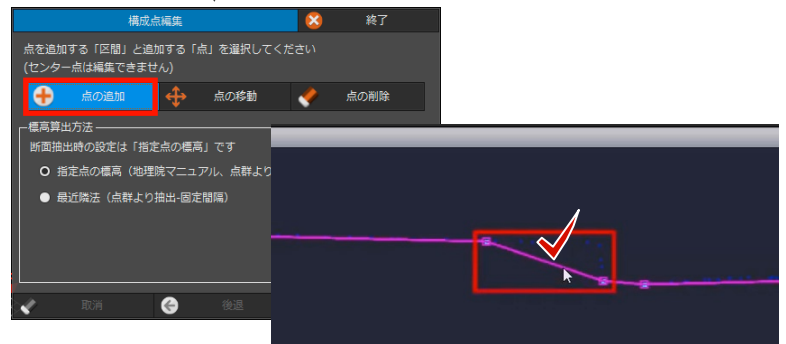 構成点編集
終了
点を追加する「区間」と追加する「点」を選択してください
(センター点は編集できません)
点の追加
点の移動
点の削除
標高算出方法
断面抽出時の設定は「指定点の標高」です
指定点の標高（地理院マニュアル、点群より
最近隣法（点群より抽出-固定間隔）
取消
後退